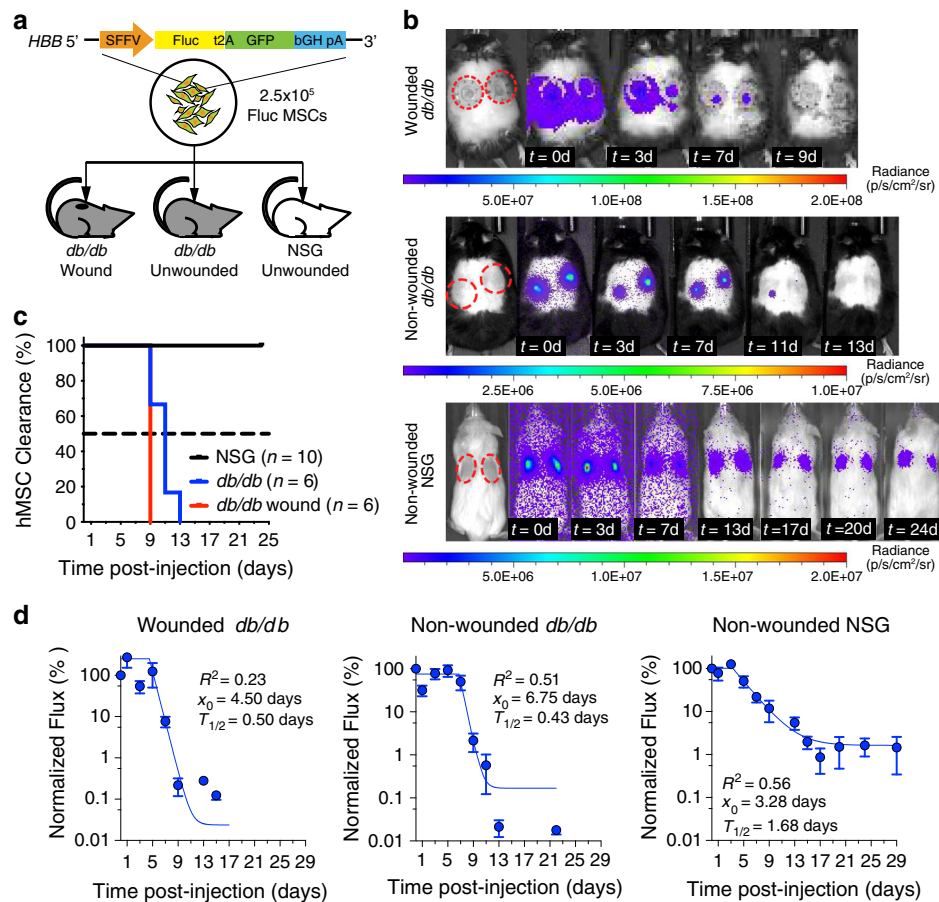 a
HBB 5' SFFV Fluc t2A GFP bGH pA 3'
2.5x10⁵
Fluc MSCs
db/db
Wound
db/db
Unwounded
NSG
Unwounded
b
Wounded
db/db
t = 0d t = 3d t = 7d t = 9d
Radiance
(p/s/cm²/sr)
5.0E+07 1.0E+08 1.5E+08 2.0E+08
Non-wounded
db/db
t = 0d t = 3d t = 7d t = 11d t = 13d
Radiance
(p/s/cm²/sr)
2.5E+06 5.0E+06 7.5E+06 1.0E+07
Non-wounded
NSG
t = 0d t = 3d t = 7d t = 13d t =17d t =20d t = 24d
Radiance
(p/s/cm²/sr)
5.0E+06 1.0E+07 1.5E+07 2.0E+07
c
hMSC Clearance (%)
100
80
60
40
20
0
NSG (n = 10)
db/db (n = 6)
db/db wound (n = 6)
1 5 9 13 17 21 25
Time post-injection (days)
d
Wounded db/db
Normalized Flux (%)
100
10
1
0.1
0.01
R² = 0.23
x₀ = 4.50 days
T₁/₂ = 0.50 days
1 5 9 13 17 21 25 29
Time post-injection (days)
Non-wounded db/db
Normalized Flux (%)
100
10
1
0.1
0.01
R² = 0.51
x₀ = 6.75 days
T₁/₂ = 0.43 days
1 5 9 13 17 21 25 29
Time post-injection (days)
Non-wounded NSG
Normalized Flux (%)
100
10
1
0.1
0.01
R² = 0.56
x₀ = 3.28 days
T₁/₂ = 1.68 days
1 5 9 13 17 21 25 29
Time post-injection (days)